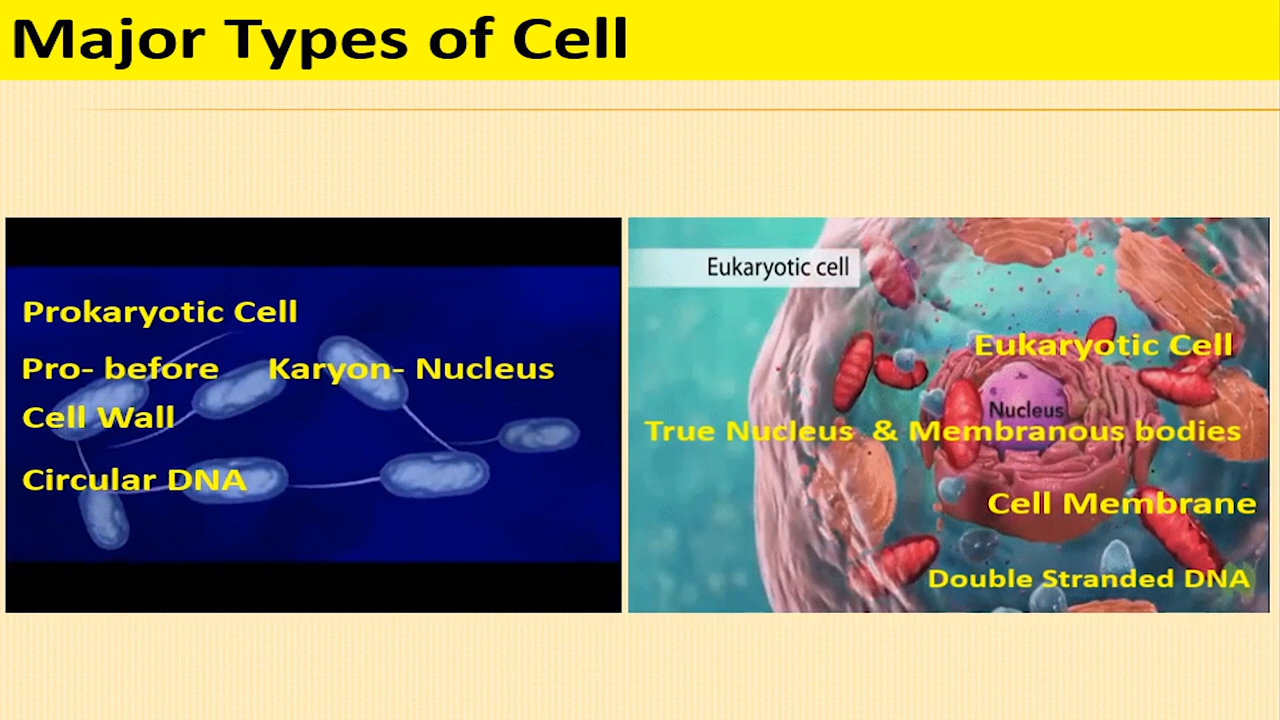 Major Types of Cell
Prokaryotic Cell
Pro- before Karyon- Nucleus
Cell Wall
Circular DNA
Eukaryotic cell
Eukaryotic Cell
Nucleus
True Nucleus & Membranous bodies
Cell Membrane
Double Stranded DNA